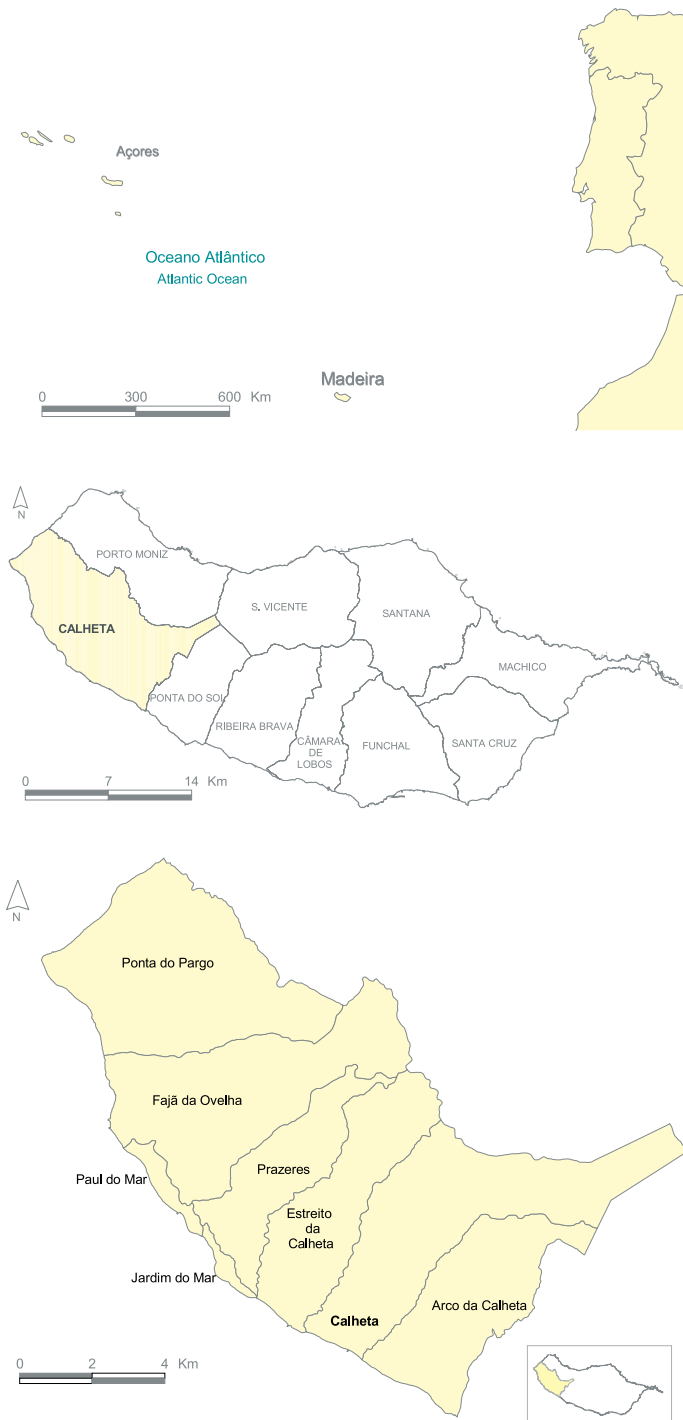 Açores
Oceano Atlântico
Atlantic Ocean
Madeira
0 300 600 Km
N
PORTO MONIZ
S. VICENTE
SANTANA
CALHETA
MACHICO
PONTA DO SOL
RIBEIRA BRAVA
CÂMARA
DE
LOBOS
FUNCHAL
SANTA CRUZ
0 7 14 Km
N
Ponta do Pargo
Fajã da Ovelha
Prazeres
Paul do Mar
Estreito
da
Calheta
Jardim do Mar
Calheta
Arco da Calheta
0 2 4 Km